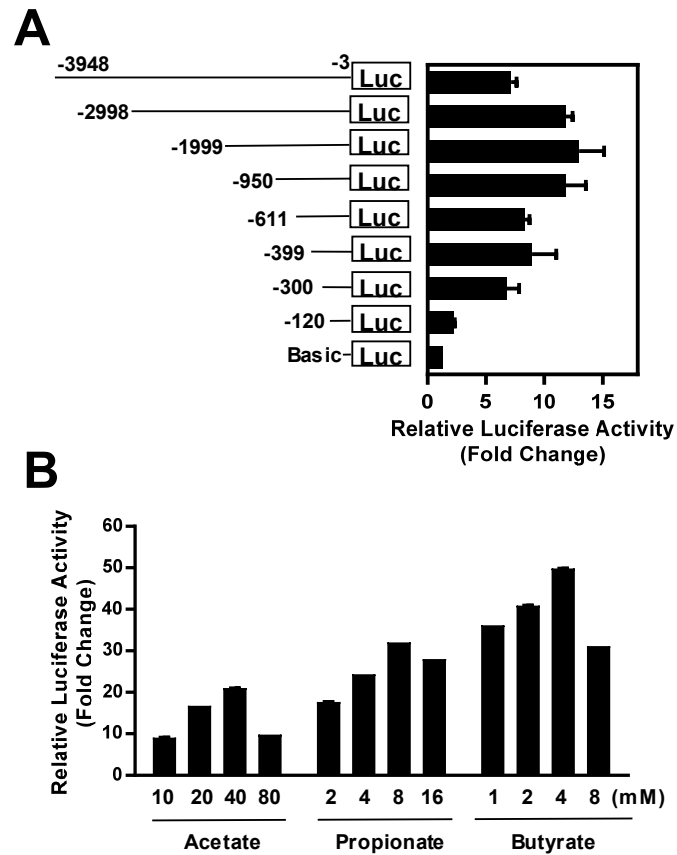 A
-3948
-3
Luc
-2998
Luc
-1999
Luc
-950
Luc
-611
Luc
-399
Luc
-300
Luc
-120
Luc
Basic
Luc
0 5 10 15
Relative Luciferase Activity
(Fold Change)
B
Relative Luciferase Activity
(Fold Change)
60
50
40
30
20
10
0
10 20 40 80 2 4 8 16 1 2 4 8 (mM)
Acetate Propionate Butyrate